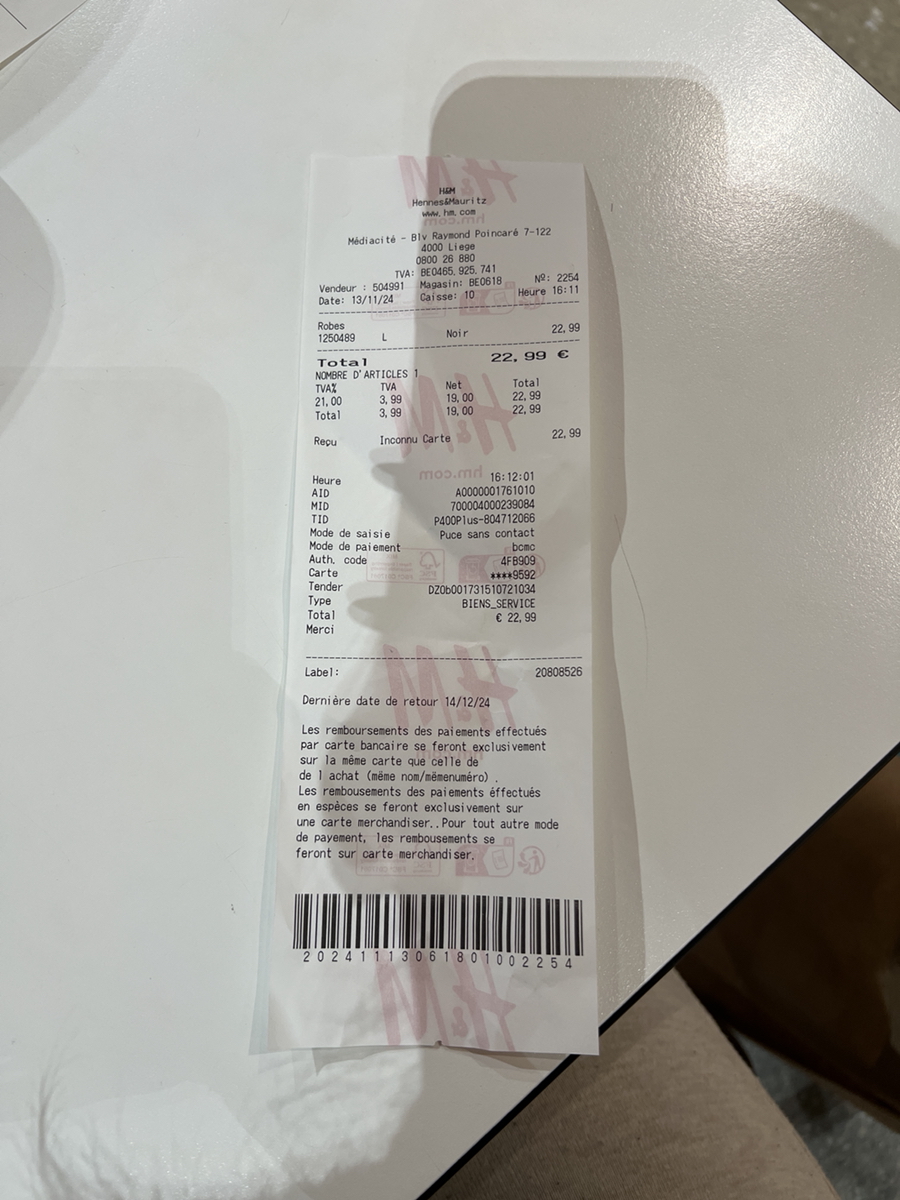 H&M
Hennes&Mauritz
www.hm.com
Médiacité - Blv Raymond Poincaré 7-122
4000 Liege
0800 26 880
TVA: BE0465.925.741
Vendeur : 504991 Magasin: BE0618 Nº: 2254
Date: 13/11/24 Caisse: 10 Heure 16:11
Robes 22,99
1250489 L Noir
Total 22,99 €
NOMBRE D'ARTICLES 1
TVA% TVA Net Total
21,00 3,99 19,00 22,99
Total 3,99 19,00 22,99
Reçu Inconnu Carte 22,99
Heure 16:12:01
AID A0000001761010
MID 700004000239084
TID P400Plus-804712066
Mode de saisie Puce sans contact
Mode de paiement bcmc
Auth. code 4FB909
Carte ****9592
Tender DZ0b001731510721034
Type BIENS_SERVICE
Total € 22,99
Merci
Label: 20808526
Dernière date de retour 14/12/24
Les remboursements des paiements effectués
par carte bancaire se feront exclusivement
sur la même carte que celle de
de l achat (même nom/mêmenuméro) .
Les rembousements des paiements éffectués
en espèces se feront exclusivement sur
une carte merchandiser..Pour tout autre mode
de payement, les rembousements se
feront sur carte merchandiser.
20241113061801002254